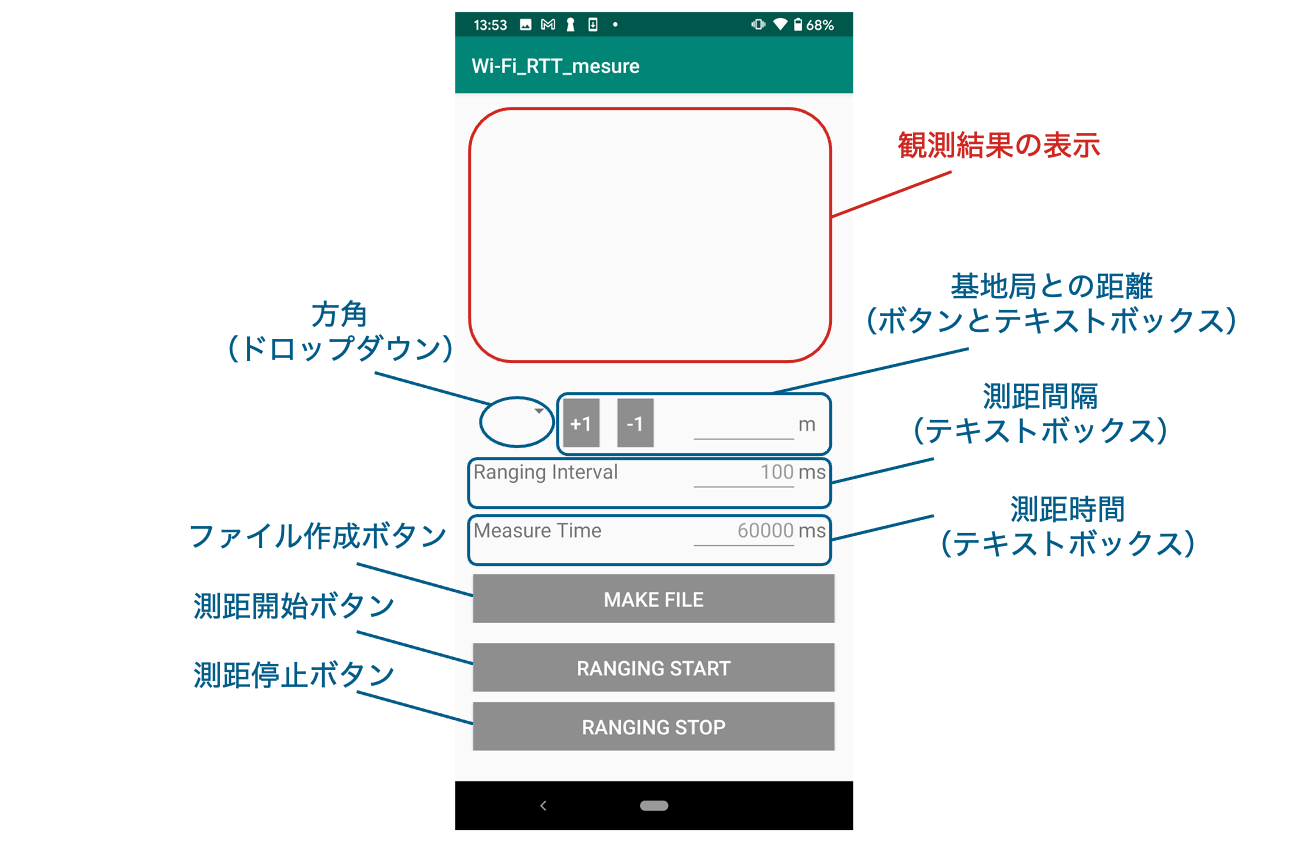 13:53
68%
Wi-Fi_RTT_mesure
観測結果の表示
基地局との距離
（ボタンとテキストボックス）
方角
（ドロップダウン）
+1 -1 m
測距間隔
（テキストボックス）
Ranging Interval 100 ms
測距時間
（テキストボックス）
Measure Time 60000 ms
ファイル作成ボタン
MAKE FILE
測距開始ボタン
RANGING START
測距停止ボタン
RANGING STOP